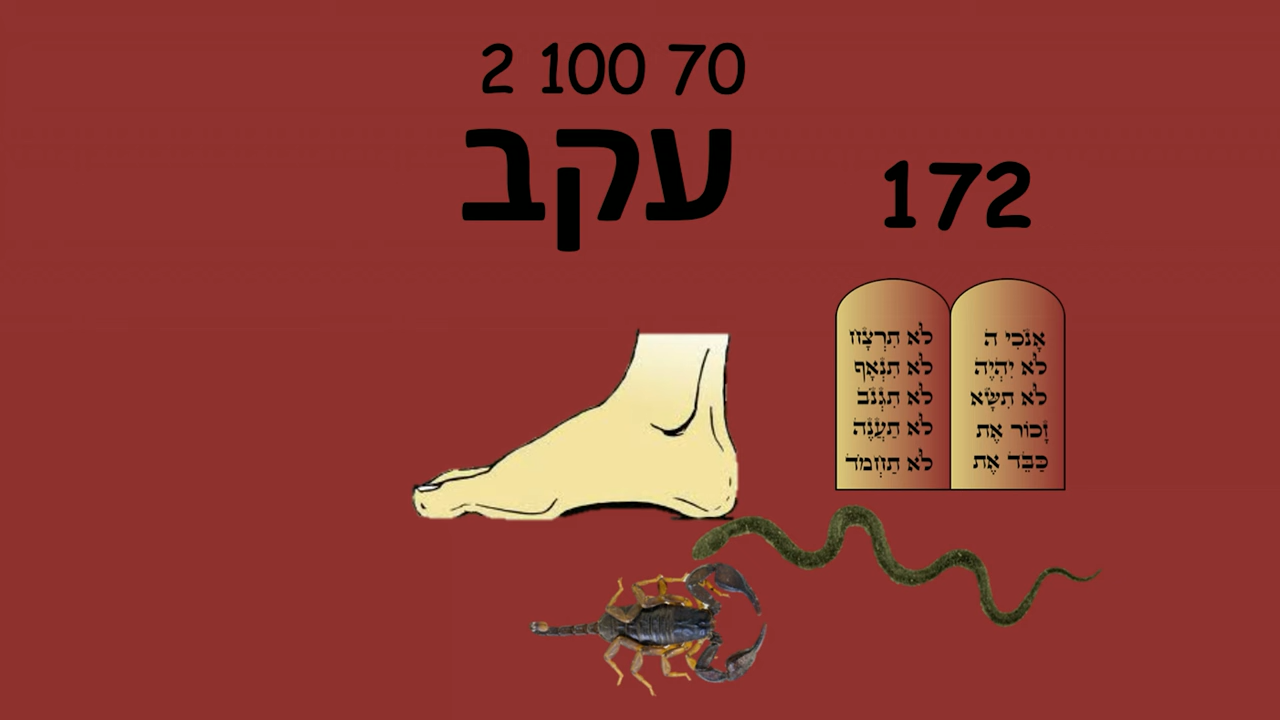 2 100 70
עקב
172
אָנֹכִי ה
לֹא יִהְיֶה
לֹא תִשָּׂא
זָכוֹר אֶת
כַּבֵּד אֶת
לֹא תִרְצָח
לֹא תִנְאָף
לֹא תִגְנֹב
לֹא תַעֲנֶה
לֹא תַחְמֹד